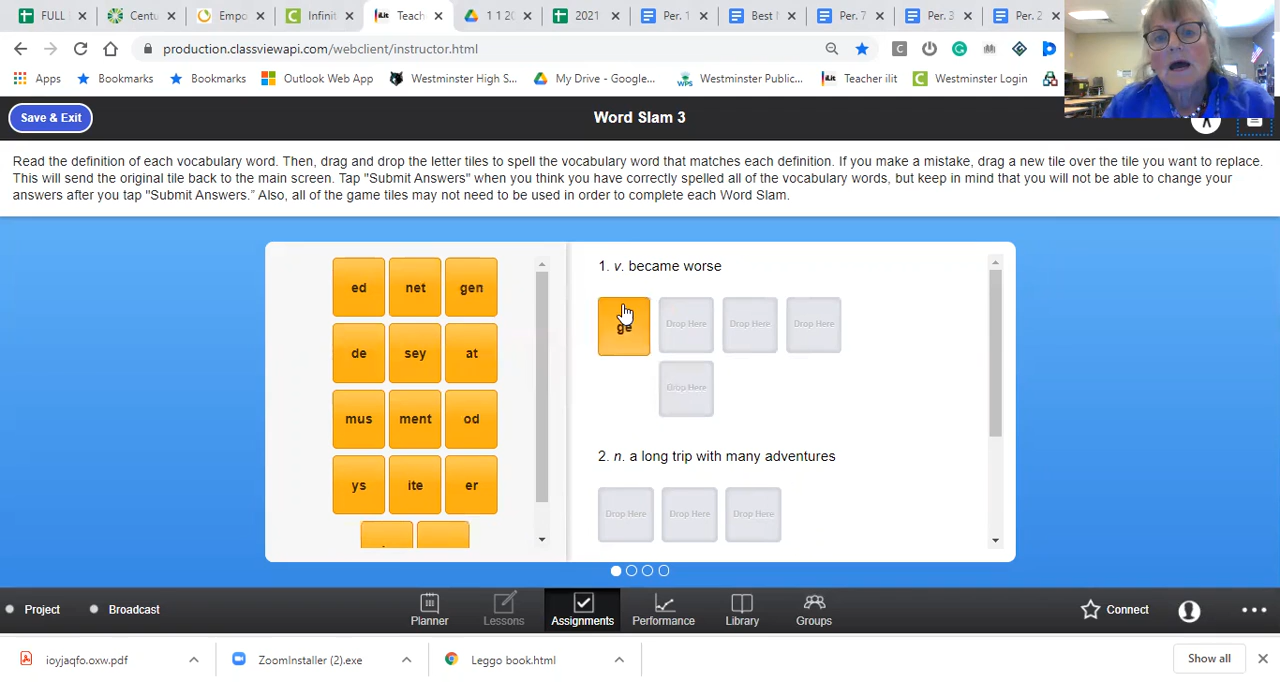 FULL
Centu
Empo
Infinit
Teach
1 1 20
2021
Per. 1
Best N
Per. 7
Per. 3
Per. 2
production.classviewapi.com/webclient/instructor.html
Apps
Bookmarks
Bookmarks
Outlook Web App
Westminster High S...
My Drive - Google...
WPS
Westminster Public...
iLit
Teacher ilit
Westminster Login
Save & Exit
Word Slam 3
Read the definition of each vocabulary word. Then, drag and drop the letter tiles to spell the vocabulary word that matches each definition. If you make a mistake, drag a new tile over the tile you want to replace.
This will send the original tile back to the main screen. Tap "Submit Answers" when you think you have correctly spelled all of the vocabulary words, but keep in mind that you will not be able to change your
answers after you tap "Submit Answers." Also, all of the game tiles may not need to be used in order to complete each Word Slam.
ed net gen
de sey at
mus ment od
ys ite er
1. v. became worse
ge Drop Here Drop Here Drop Here
Drop Here
2. n. a long trip with many adventures
Drop Here Drop Here Drop Here
Project
Broadcast
Planner
Lessons
Assignments
Performance
Library
Groups
Connect
ioyjaqfo.oxw.pdf
ZoomInstaller (2).exe
Leggo book.html
Show all